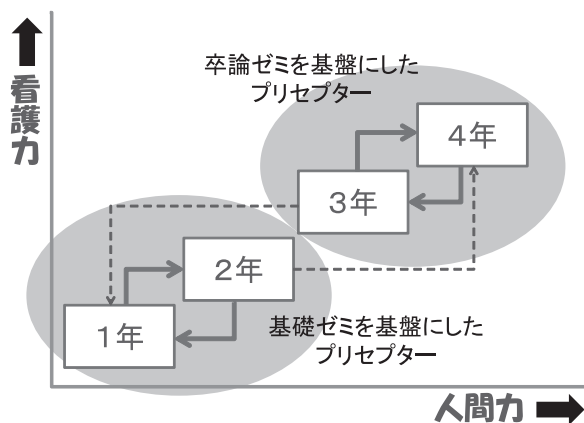 看護力
卒論ゼミを基盤にした
プリセプター
4年
3年
2年
1年
基礎ゼミを基盤にした
プリセプター
人間力